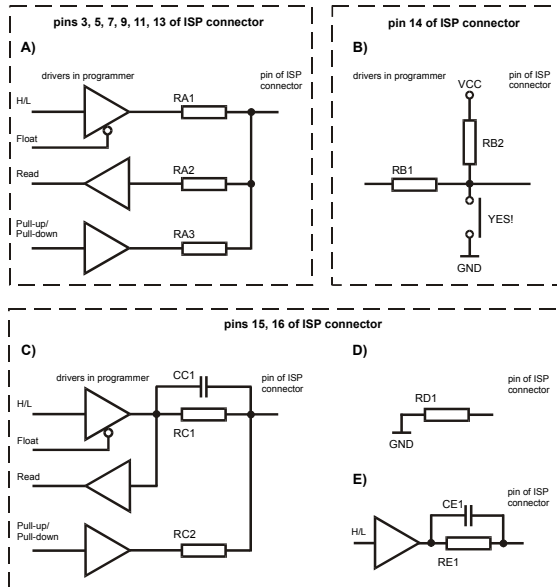 pins 3, 5, 7, 9, 11, 13 of ISP connector
A)
drivers in programmer
pin of ISP
connector
H/L
RA1
Float
Read
RA2
Pull-up/
Pull-down
RA3
pin 14 of ISP connector
B)
drivers in programmer
pin of ISP
connector
VCC
RB2
RB1
YES!
GND
pins 15, 16 of ISP connector
C)
drivers in programmer
CC1
pin of ISP
connector
H/L
RC1
Float
Read
Pull-up/
Pull-down
RC2
D)
pin of ISP
connector
RD1
GND
E)
pin of ISP
connector
CE1
H/L
RE1